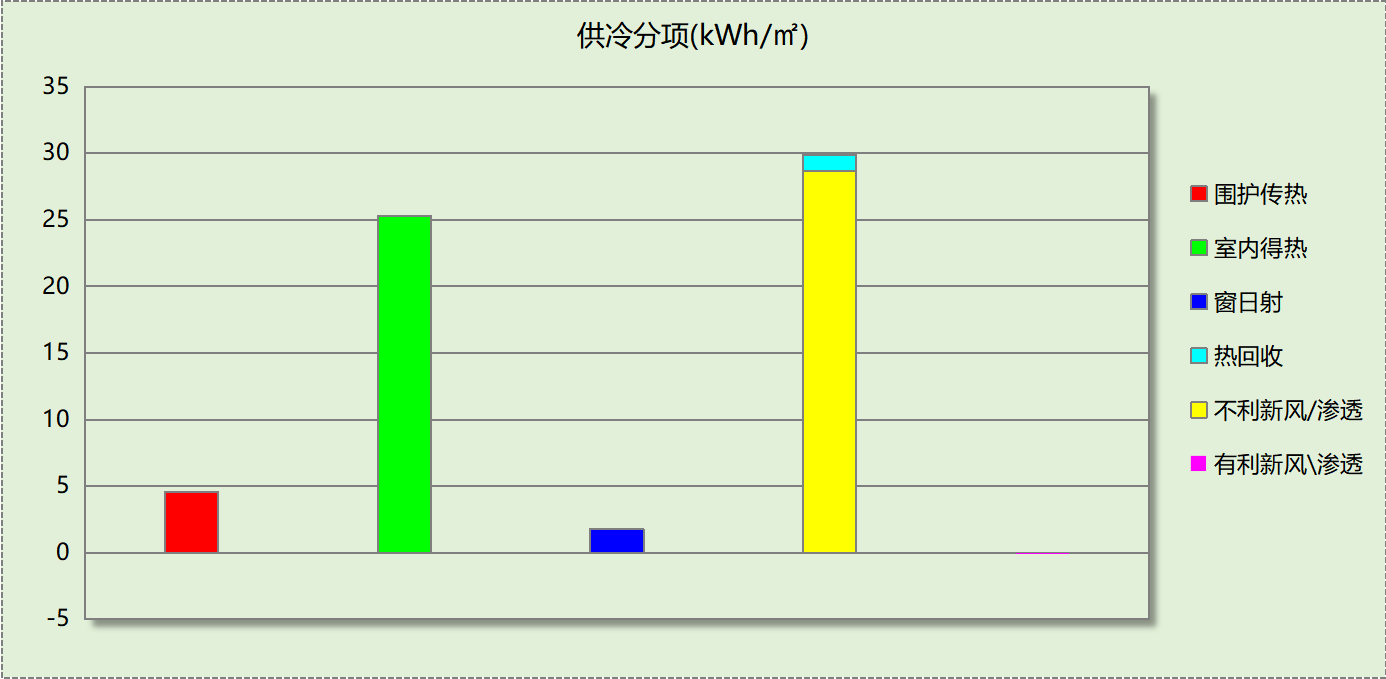 供冷分项(kWh/㎡)
35
30
25
20
15
10
5
0
-5
围护传热
室内得热
窗日射
热回收
不利新风/渗透
有利新风\渗透